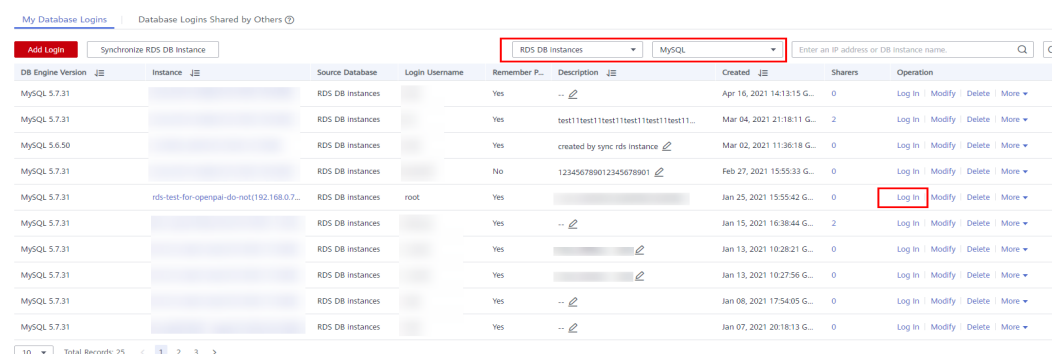 My Database Logins Database Logins Shared by Others ?
Add Login Synchronize RDS DB Instance RDS DB Instances MySQL Enter an IP address or DB instance name.
DB Engine Version Instance Source Database Login Username Remember P... Description Created Sharers Operation
MySQL 5.7.31 RDS DB instances Yes -- Apr 16, 2021 14:13:15 G... 0 Log In Modify Delete More
MySQL 5.7.31 RDS DB instances Yes test11test11test11test11test11test11... Mar 04, 2021 21:18:11 G... 2 Log In Modify Delete More
MySQL 5.6.50 RDS DB instances Yes created by sync rds instance Mar 02, 2021 11:36:18 G... 0 Log In Modify Delete More
MySQL 5.7.31 RDS DB instances No 123456789012345678901 Feb 27, 2021 15:55:33 G... 0 Log In Modify Delete More
MySQL 5.7.31 rds-test-for-openpai-do-not(192.168.0.7... RDS DB instances root Yes Jan 25, 2021 15:55:42 G... 0 Log In Modify Delete More
MySQL 5.7.31 RDS DB instances Yes -- Jan 15, 2021 16:38:44 G... 2 Log In Modify Delete More
MySQL 5.7.31 RDS DB instances Yes Jan 13, 2021 10:28:21 G... 0 Log In Modify Delete More
MySQL 5.7.31 RDS DB instances Yes Jan 13, 2021 10:27:56 G... 0 Log In Modify Delete More
MySQL 5.7.31 RDS DB instances Yes -- Jan 08, 2021 17:54:05 G... 0 Log In Modify Delete More
MySQL 5.7.31 RDS DB instances Yes -- Jan 07, 2021 20:18:13 G... 0 Log In Modify Delete More
10 Total Records: 25 < 1 2 3 >